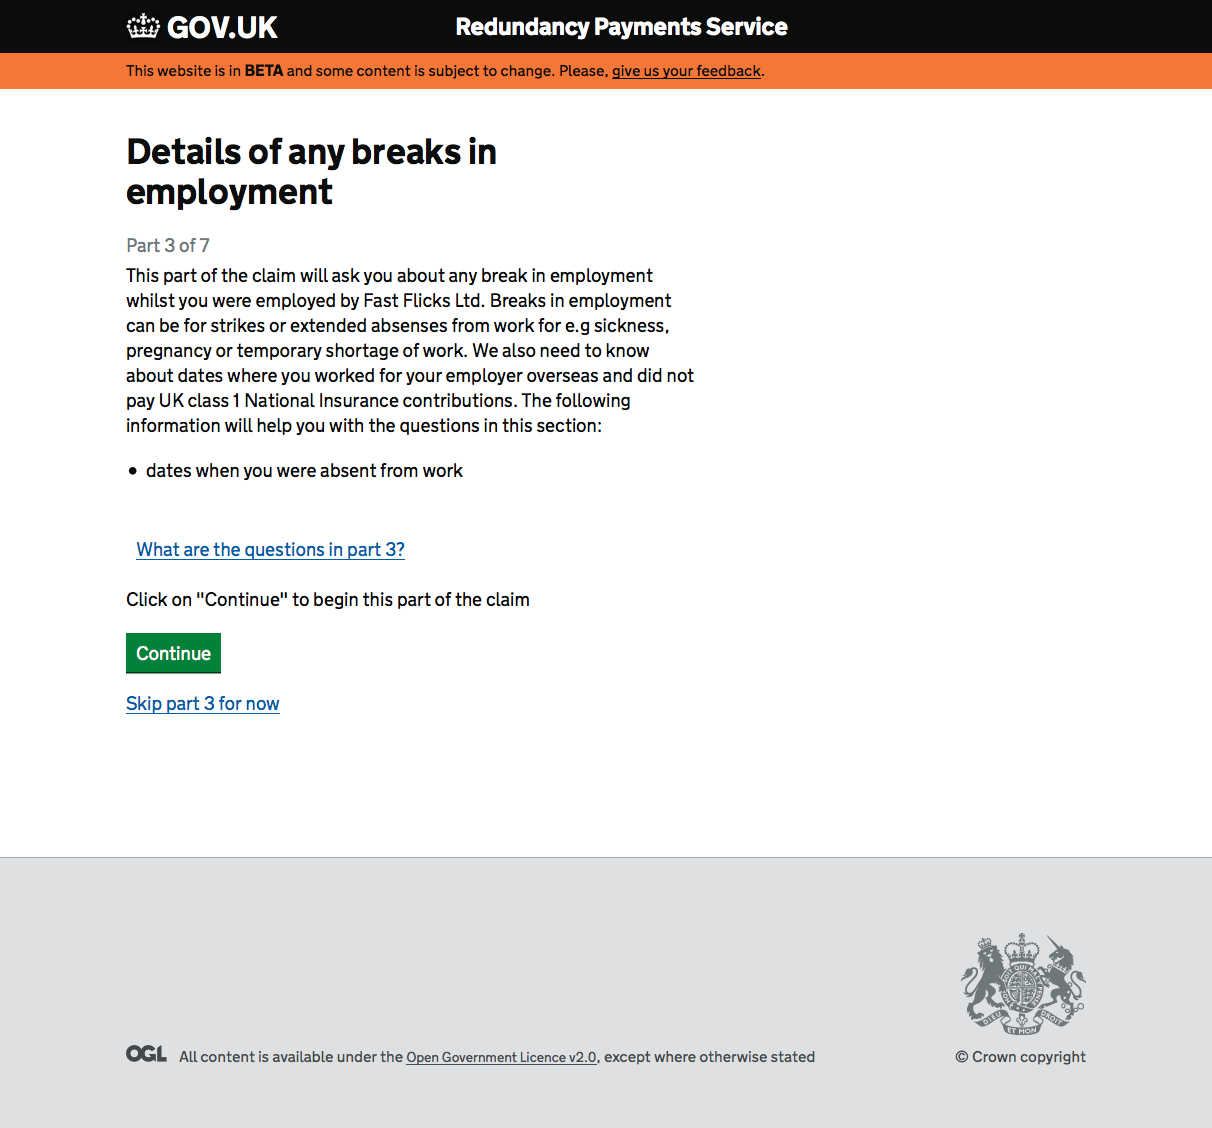 GOV.UK
Redundancy Payments Service
This website is in BETA and some content is subject to change. Please, give us your feedback.
Details of any breaks in
employment
Part 3 of 7
This part of the claim will ask you about any break in employment
whilst you were employed by Fast Flicks Ltd. Breaks in employment
can be for strikes or extended absenses from work for e.g sickness,
pregnancy or temporary shortage of work. We also need to know
about dates where you worked for your employer overseas and did not
pay UK class 1 National Insurance contributions. The following
information will help you with the questions in this section:
• dates when you were absent from work
What are the questions in part 3?
Click on "Continue" to begin this part of the claim
Continue
Skip part 3 for now
DIEU ET MON DROIT
OGL All content is available under the Open Government Licence v2.0, except where otherwise stated
© Crown copyright